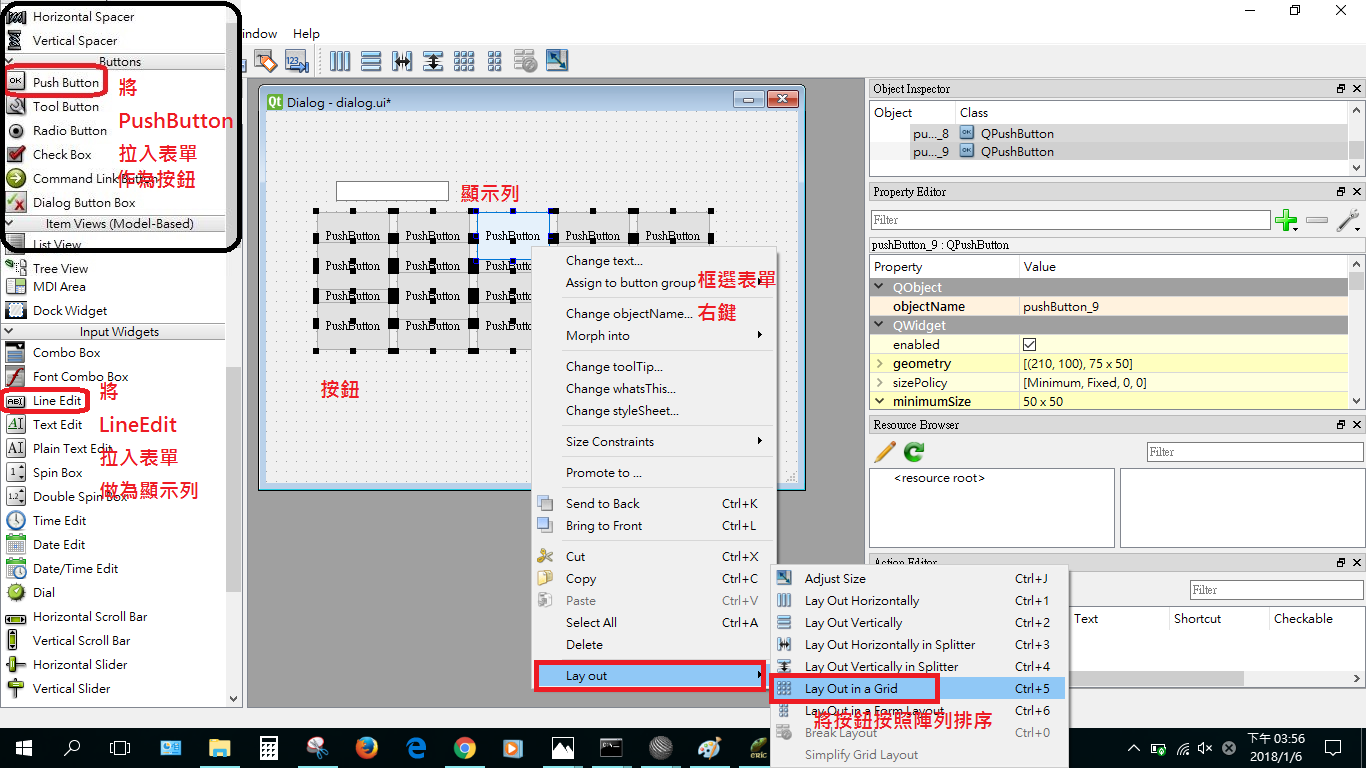 Horizontal Spacer
Vertical Spacer
Buttons
Push Button
Tool Button
Radio Button
Check Box
Command Link Button
Dialog Button Box
Item Views (Model-Based)
List View
Tree View
MDI Area
Dock Widget
Input Widgets
Combo Box
Font Combo Box
Line Edit
Text Edit
Plain Text Edit
Spin Box
Double Spin Box
Time Edit
Date Edit
Date/Time Edit
Dial
Horizontal Scroll Bar
Vertical Scroll Bar
Horizontal Slider
Vertical Slider
將
PushButton
拉入表單
作為按鈕
將
LineEdit
拉入表單
做為顯示列
indow Help
Dialog - dialog.ui*
顯示列
PushButton PushButton PushButton PushButton PushButton
PushButton PushButton PushButton
PushButton PushButton PushButton
PushButton PushButton PushButton
按鈕
Change text...
Assign to button group
框選表單
右鍵
Change objectName...
Morph into
Change toolTip...
Change whatsThis...
Change styleSheet...
Size Constraints
Promote to ...
Send to Back Ctrl+K
Bring to Front Ctrl+L
Cut Ctrl+X
Copy Ctrl+C
Paste Ctrl+V
Select All Ctrl+A
Delete
Lay out
Adjust Size Ctrl+J
Lay Out Horizontally Ctrl+1
Lay Out Vertically Ctrl+2
Lay Out Horizontally in Splitter Ctrl+3
Lay Out Vertically in Splitter Ctrl+4
Lay Out in a Grid Ctrl+5
Lay Out in a Form Layout Ctrl+6
將按鈕按照陣列排序
Break Layout Ctrl+0
Simplify Grid Layout
Object Inspector
Object Class
pu..._8 QPushButton
pu..._9 QPushButton
Property Editor
Filter
pushButton_9 : QPushButton
Property Value
QObject
objectName pushButton_9
QWidget
enabled
geometry [(210, 100), 75 x 50]
sizePolicy [Minimum, Fixed, 0, 0]
minimumSize 50 x 50
Resource Browser
Filter
<resource root>
Action Editor
Filter
Text Shortcut Checkable
下午 03:56
2018/1/6